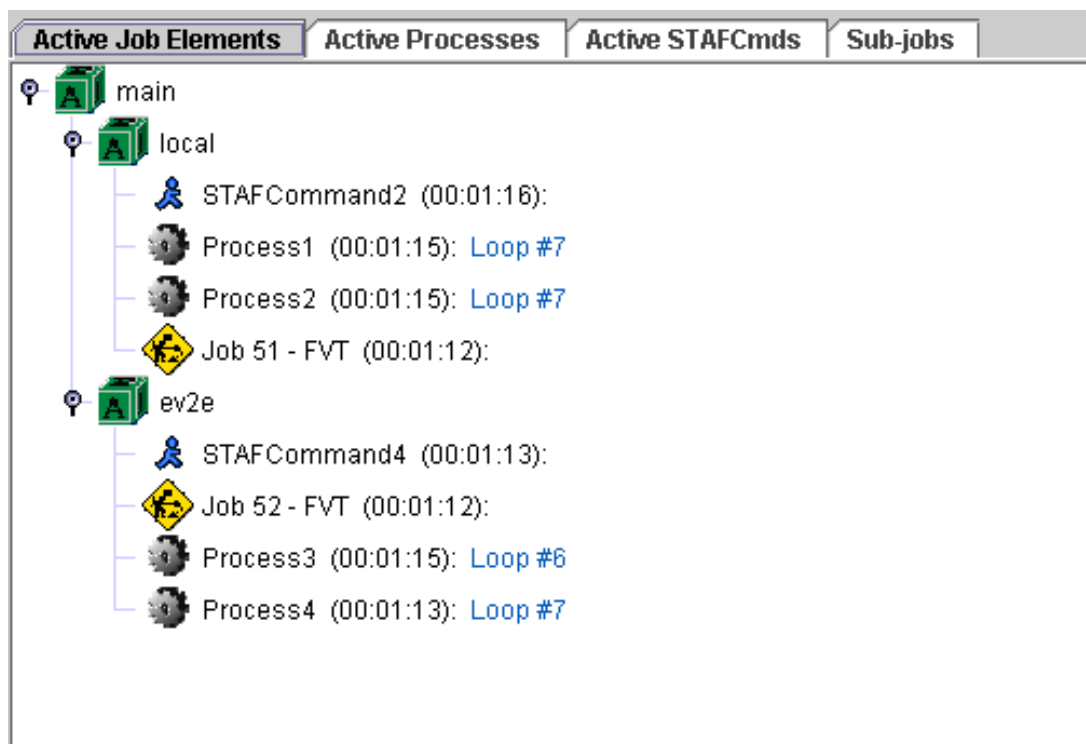 Active Job Elements Active Processes Active STAFCmds Sub-jobs
A main
A local
STAFCommand2 (00:01:16):
Process1 (00:01:15): Loop #7
Process2 (00:01:15): Loop #7
Job 51 - FVT (00:01:12):
A ev2e
STAFCommand4 (00:01:13):
Job 52 - FVT (00:01:12):
Process3 (00:01:15): Loop #6
Process4 (00:01:13): Loop #7